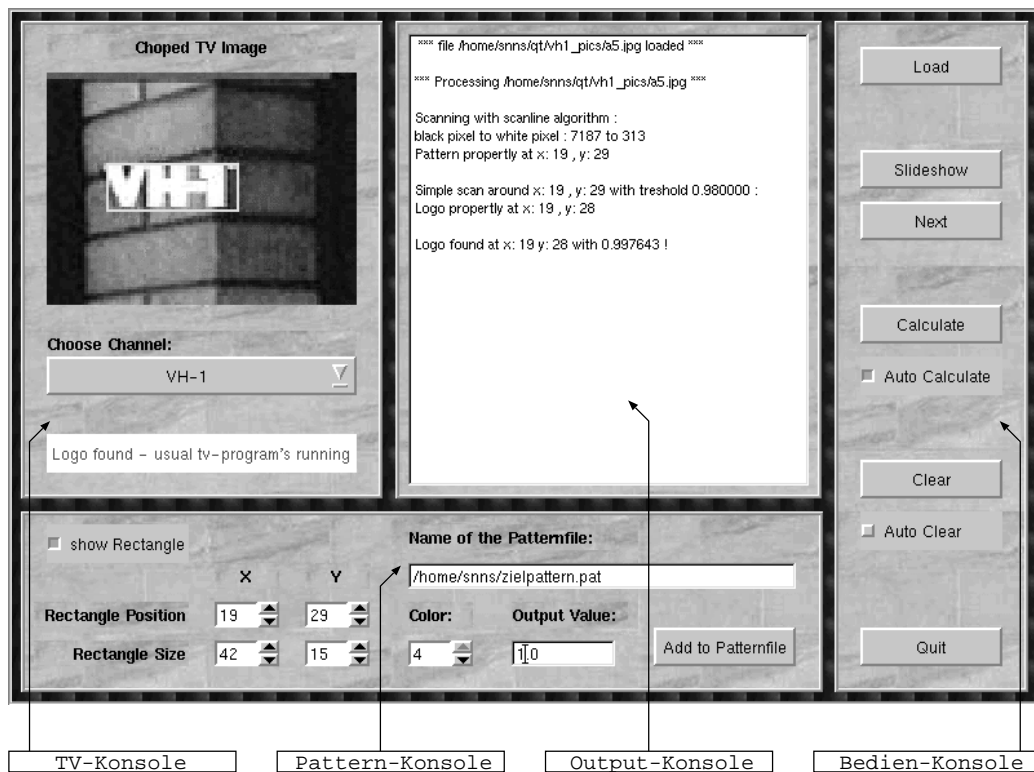 Choped TV Image
VH-1
Choose Channel:
VH-1
Logo found - usual tv-program's running
*** file /home/snns/qt/vh1_pics/a5.jpg loaded ***
*** Processing /home/snns/qt/vh1_pics/a5.jpg ***
Scanning with scanline algorithm :
black pixel to white pixel : 7187 to 313
Pattern propertly at x: 19 , y: 29
Simple scan around x: 19 , y: 29 with treshold 0.980000 :
Logo propertly at x: 19 , y: 28
Logo found at x: 19 y: 28 with 0.997643 !
Load
Slideshow
Next
Calculate
Auto Calculate
Clear
Auto Clear
Quit
show Rectangle
X Y
Rectangle Position 19 29
Rectangle Size 42 15
Name of the Patternfile:
/home/snns/zielpattern.pat
Color: Output Value:
4 1.0
Add to Patternfile
TV-Konsole Pattern-Konsole Output-Konsole Bedien-Konsole